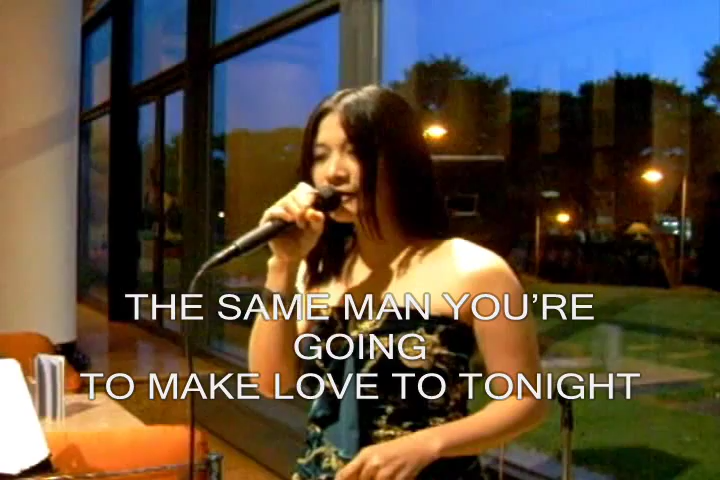 THE SAME MAN YOU’RE
GOING
TO MAKE LOVE TO TONIGHT